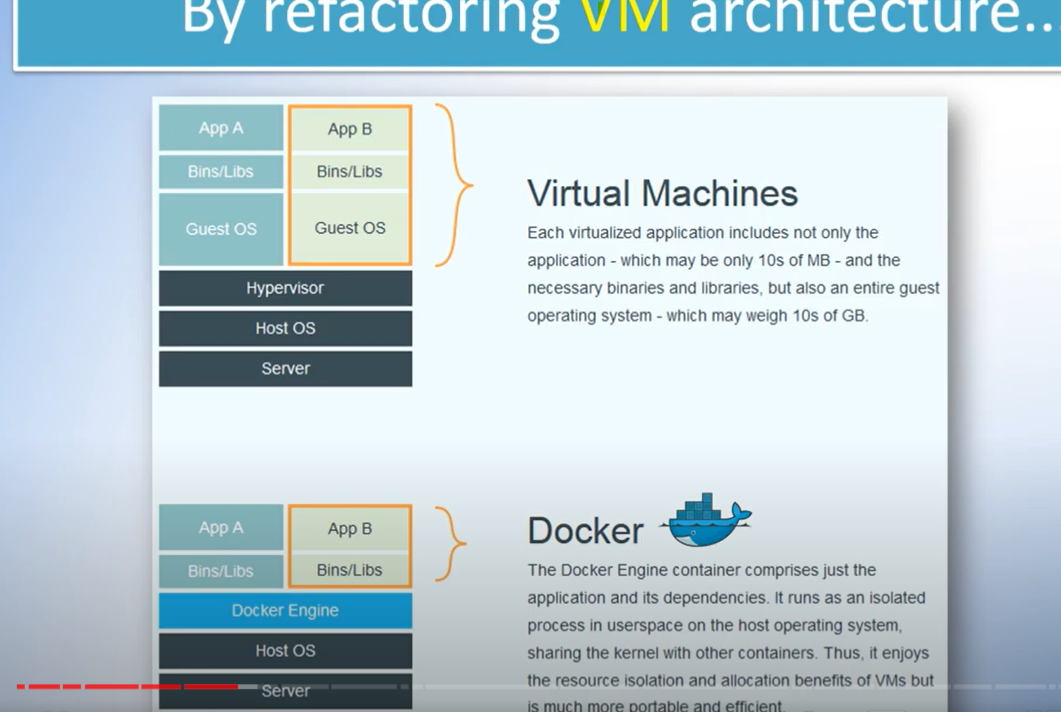 By refactoring VM architecture...
App A
App B
Bins/Libs
Bins/Libs
Guest OS
Guest OS
Hypervisor
Host OS
Server
Virtual Machines
Each virtualized application includes not only the
application - which may be only 10s of MB - and the
necessary binaries and libraries, but also an entire guest
operating system - which may weigh 10s of GB.
App A
App B
Bins/Libs
Bins/Libs
Docker Engine
Host OS
Server
Docker
The Docker Engine container comprises just the
application and its dependencies. It runs as an isolated
process in userspace on the host operating system,
sharing the kernel with other containers. Thus, it enjoys
the resource isolation and allocation benefits of VMs but
is much more portable and efficient.